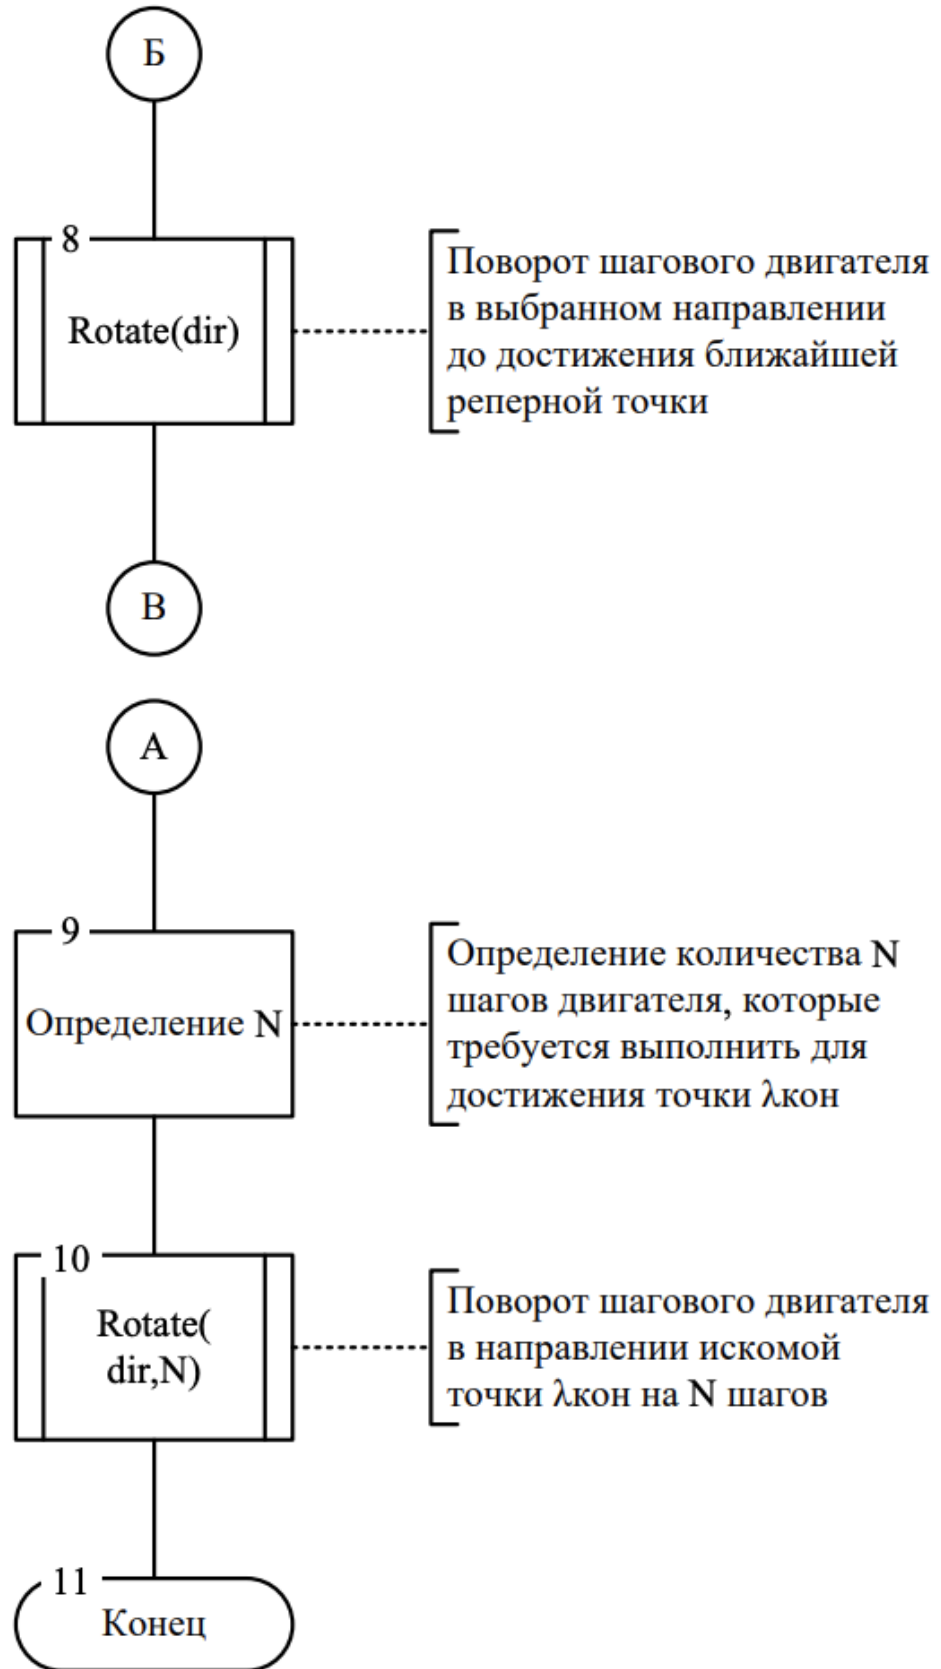 Б
8
Rotate(dir)
Поворот шагового двигателя
в выбранном направлении
до достижения ближайшей
реперной точки
В
А
9
Определение N
Определение количества N
шагов двигателя, которые
требуется выполнить для
достижения точки λкон
10
Rotate(
dir,N)
Поворот шагового двигателя
в направлении искомой
точки λкон на N шагов
11
Конец